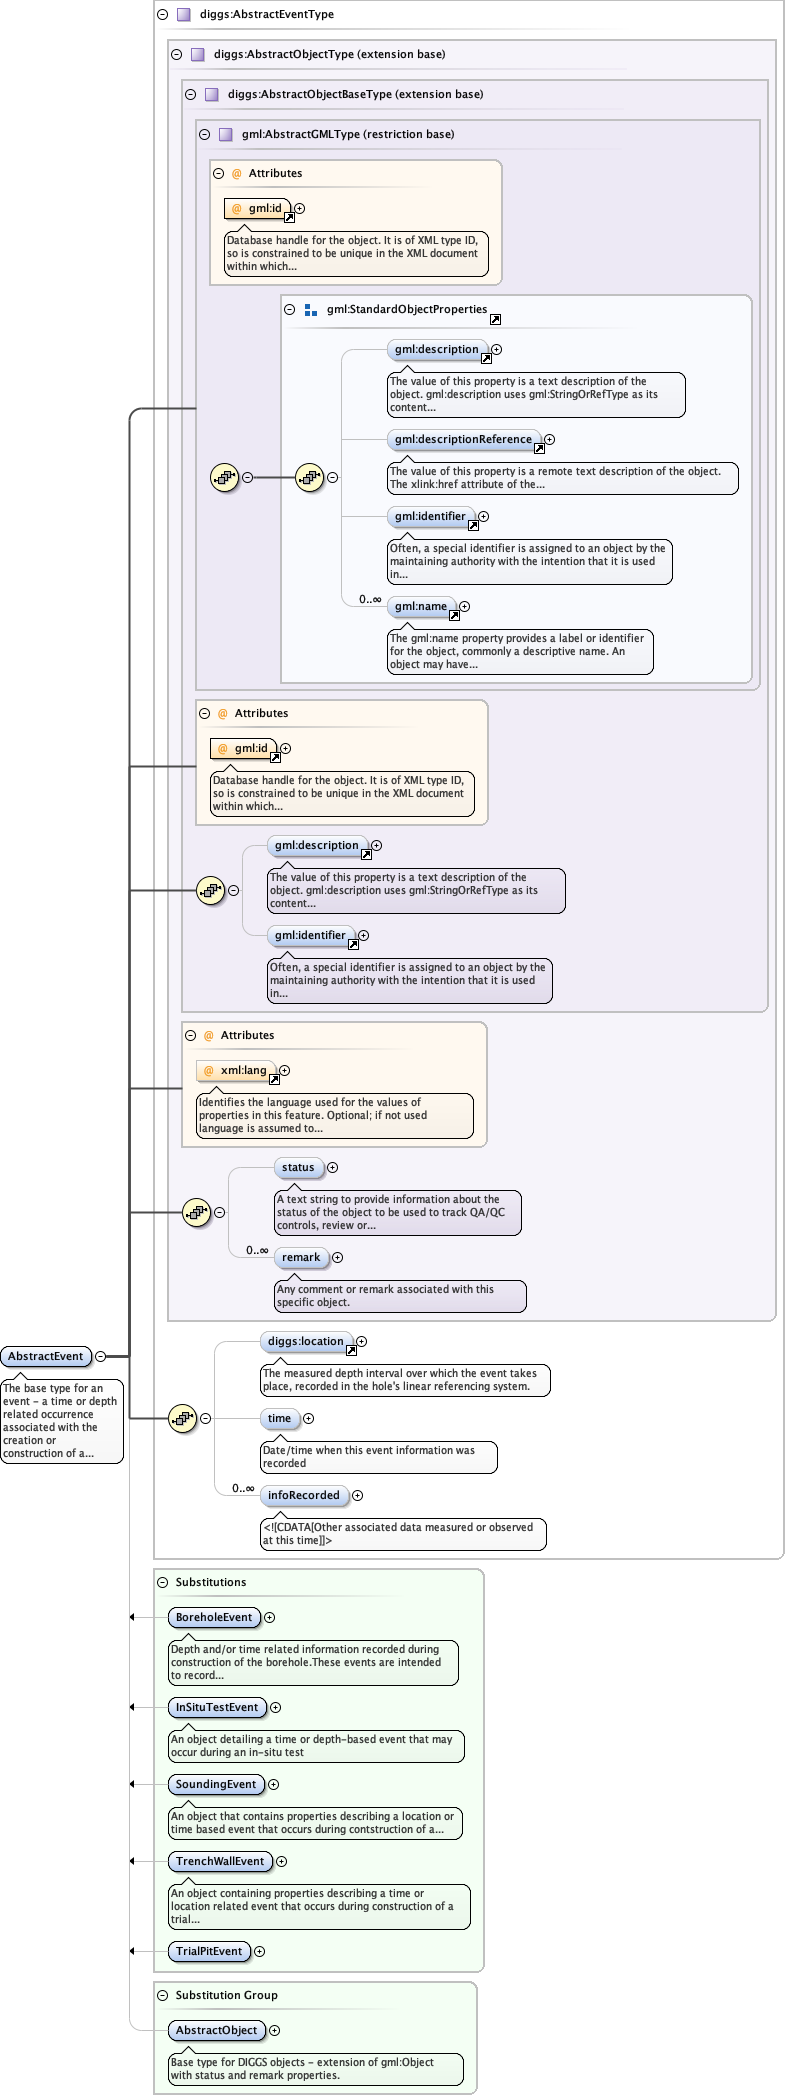 diggs:AbstractEventType
diggs:AbstractObjectType (extension base)
diggs:AbstractObjectBaseType (extension base)
gml:AbstractGMLType (restriction base)
@ Attributes
@ gml:id
Database handle for the object. It is of XML type ID,
so is constrained to be unique in the XML document
within which...
gml:StandardObjectProperties
gml:description
The value of this property is a text description of the
object. gml:description uses gml:StringOrRefType as its
content...
gml:descriptionReference
The value of this property is a remote text description of the object.
The xlink:href attribute of the...
gml:identifier
Often, a special identifier is assigned to an object by the
maintaining authority with the intention that it is used
in...
0..∞
gml:name
The gml:name property provides a label or identifier
for the object, commonly a descriptive name. An
object may have...
@ Attributes
@ gml:id
Database handle for the object. It is of XML type ID,
so is constrained to be unique in the XML document
within which...
gml:description
The value of this property is a text description of the
object. gml:description uses gml:StringOrRefType as its
content...
gml:identifier
Often, a special identifier is assigned to an object by the
maintaining authority with the intention that it is used
in...
@ Attributes
@ xml:lang
Identifies the language used for the values of
properties in this feature. Optional; if not used
language is assumed to...
status
A text string to provide information about the
status of the object to be used to track QA/QC
controls, review or...
0..∞
remark
Any comment or remark associated with this
specific object.
AbstractEvent
The base type for an
event - a time or depth
related occurrence
associated with the
creation or
construction of a...
diggs:location
The measured depth interval over which the event takes
place, recorded in the hole's linear referencing system.
time
Date/time when this event information was
recorded
0..∞
infoRecorded
<![CDATA[Other associated data measured or observed
at this time]]>
Substitutions
BoreholeEvent
Depth and/or time related information recorded during
construction of the borehole.These events are intended
to record...
InSituTestEvent
An object detailing a time or depth-based event that may
occur during an in-situ test
SoundingEvent
An object that contains properties describing a location or
time based event that occurs during contstruction of a...
TrenchWallEvent
An object containing properties describing a time or
location related event that occurs during construction of a
trial...
TrialPitEvent
Substitution Group
AbstractObject
Base type for DIGGS objects - extension of gml:Object
with status and remark properties.